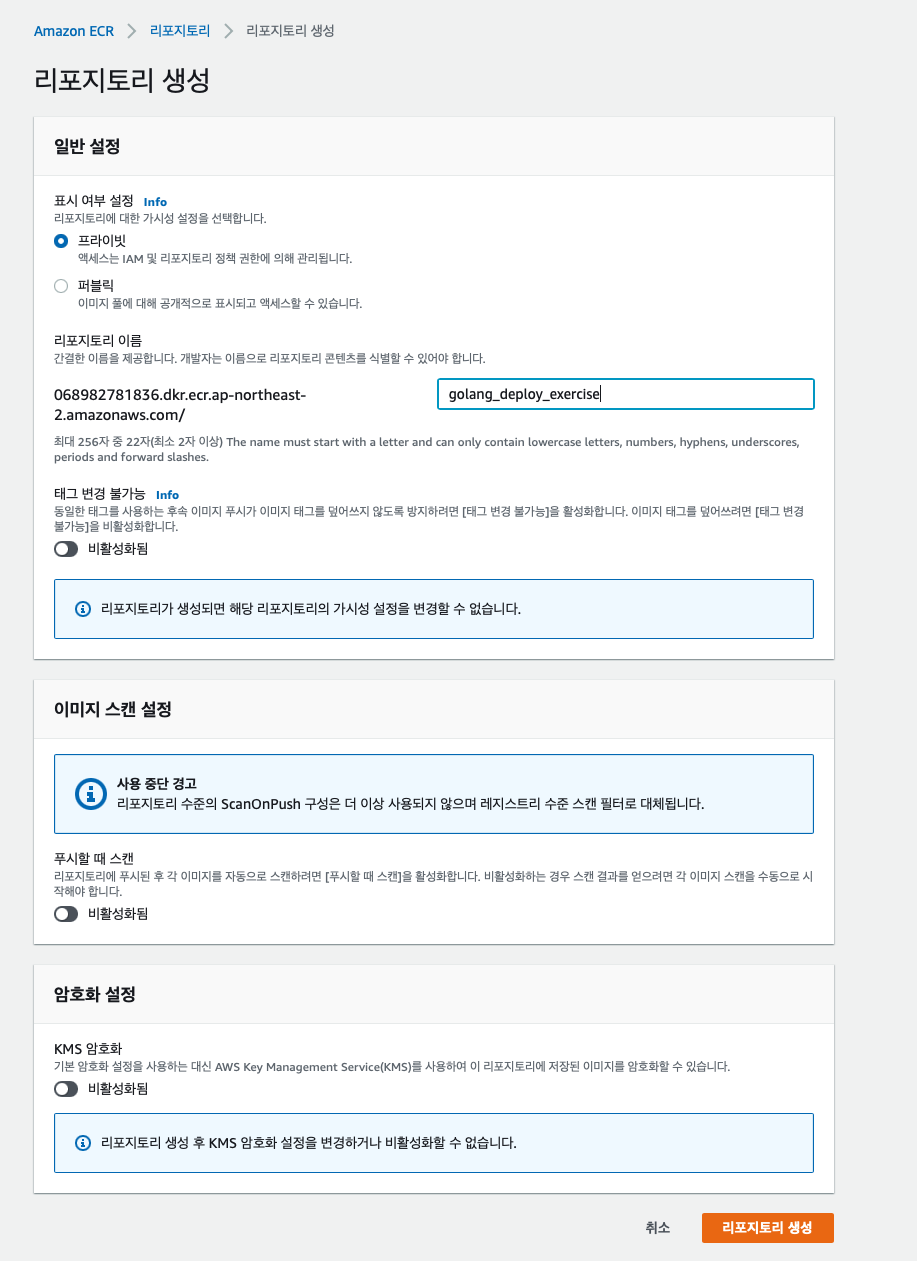 Amazon ECR > 리포지토리 > 리포지토리 생성
리포지토리 생성
일반 설정
표시 여부 설정 Info
리포지토리에 대한 가시성 설정을 선택합니다.
프라이빗
액세스는 IAM 및 리포지토리 정책 권한에 의해 관리됩니다.
퍼블릭
이미지 풀에 대해 공개적으로 표시되고 액세스할 수 있습니다.
리포지토리 이름
간결한 이름을 제공합니다. 개발자는 이름으로 리포지토리 콘텐츠를 식별할 수 있어야 합니다.
068982781836.dkr.ecr.ap-northeast-
2.amazonaws.com/
golang_deploy_exercise
최대 256자 중 22자(최소 2자 이상) The name must start with a letter and can only contain lowercase letters, numbers, hyphens, underscores,
periods and forward slashes.
태그 변경 불가능 Info
동일한 태그를 사용하는 후속 이미지 푸시가 이미지 태그를 덮어쓰지 않도록 방지하려면 [태그 변경 불가능]을 활성화합니다. 이미지 태그를 덮어쓰려면 [태그 변경
불가능]을 비활성화합니다.
비활성화됨
리포지토리가 생성되면 해당 리포지토리의 가시성 설정을 변경할 수 없습니다.
이미지 스캔 설정
사용 중단 경고
리포지토리 수준의 ScanOnPush 구성은 더 이상 사용되지 않으며 레지스트리 수준 스캔 필터로 대체됩니다.
푸시할 때 스캔
리포지토리에 푸시된 후 각 이미지를 자동으로 스캔하려면 [푸시할 때 스캔]을 활성화합니다. 비활성화하는 경우 스캔 결과를 얻으려면 각 이미지 스캔을 수동으로 시
작해야 합니다.
비활성화됨
암호화 설정
KMS 암호화
기본 암호화 설정을 사용하는 대신 AWS Key Management Service(KMS)를 사용하여 이 리포지토리에 저장된 이미지를 암호화할 수 있습니다.
비활성화됨
리포지토리 생성 후 KMS 암호화 설정을 변경하거나 비활성화할 수 없습니다.
취소
리포지토리 생성